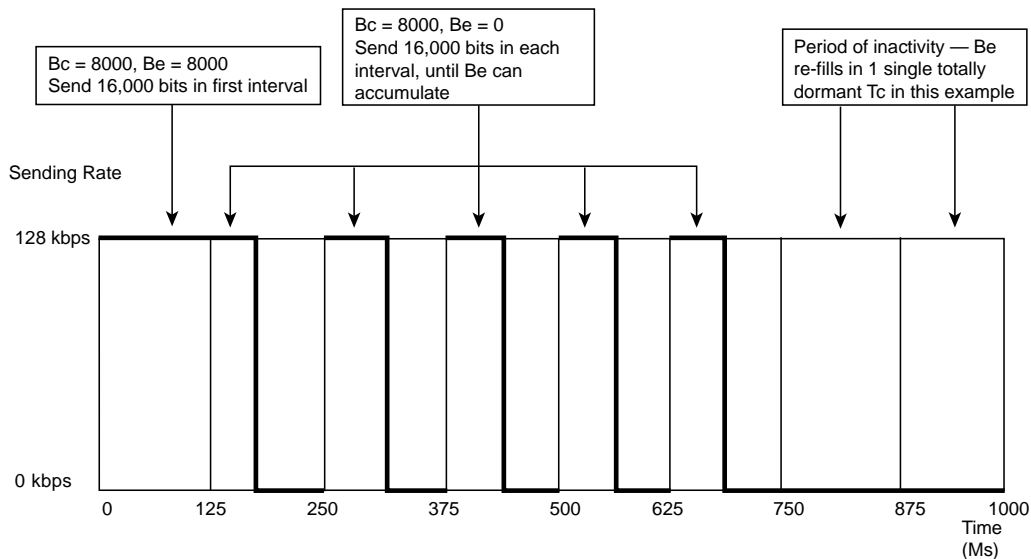 Bc = 8000, Be = 8000
Send 16,000 bits in first interval
Bc = 8000, Be = 0
Send 16,000 bits in each
interval, until Be can
accumulate
Period of inactivity — Be
re-fills in 1 single totally
dormant Tc in this example
Sending Rate
128 kbps
0 kbps
0 125 250 375 500 625 750 875 1000
Time
(Ms)